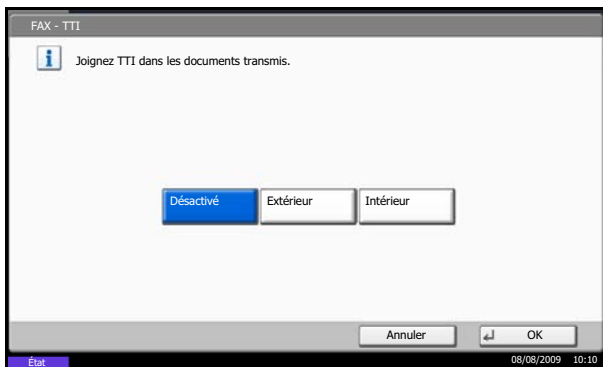 FAX - TTI
Joignez TTI dans les documents transmis.
Désactivé Extérieur Intérieur
Annuler OK
État 08/08/2009 10:10